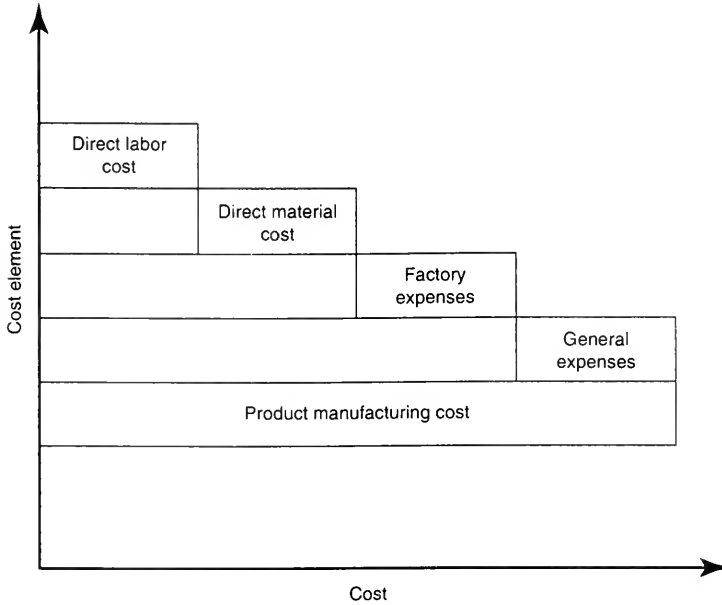 Direct labor
cost
Direct material
cost
Factory
expenses
General
expenses
Product manufacturing cost
Cost element
Cost